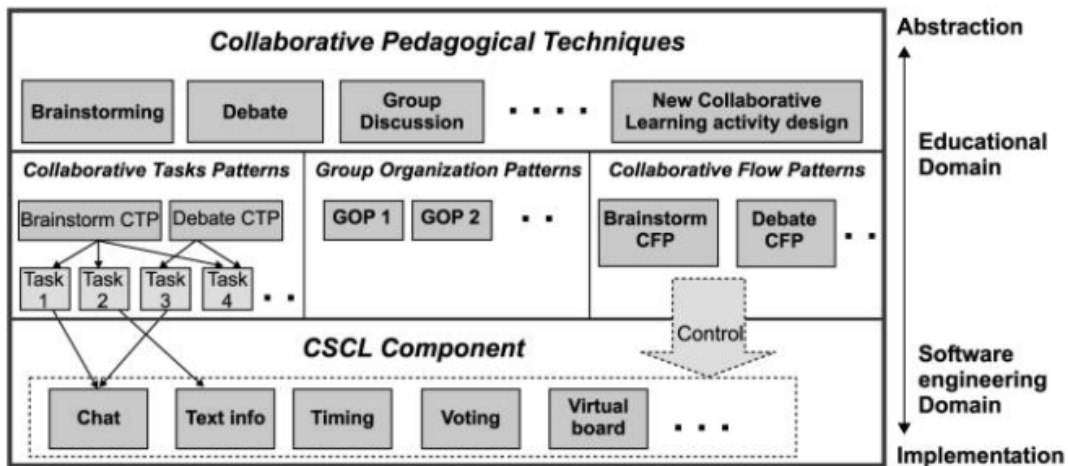 Collaborative Pedagogical Techniques
Brainstorming
Debate
Group
Discussion
. . . .
New Collaborative
Learning activity design
Collaborative Tasks Patterns
Brainstorm CTP
Debate CTP
Task
1
Task
2
Task
3
Task
4
. .
Group Organization Patterns
GOP 1
GOP 2
. .
Collaborative Flow Patterns
Brainstorm
CFP
Debate
CFP
. .
Control
CSCL Component
Chat
Text info
Timing
Voting
Virtual
board
. . .
Abstraction
Educational
Domain
Software
engineering
Domain
Implementation